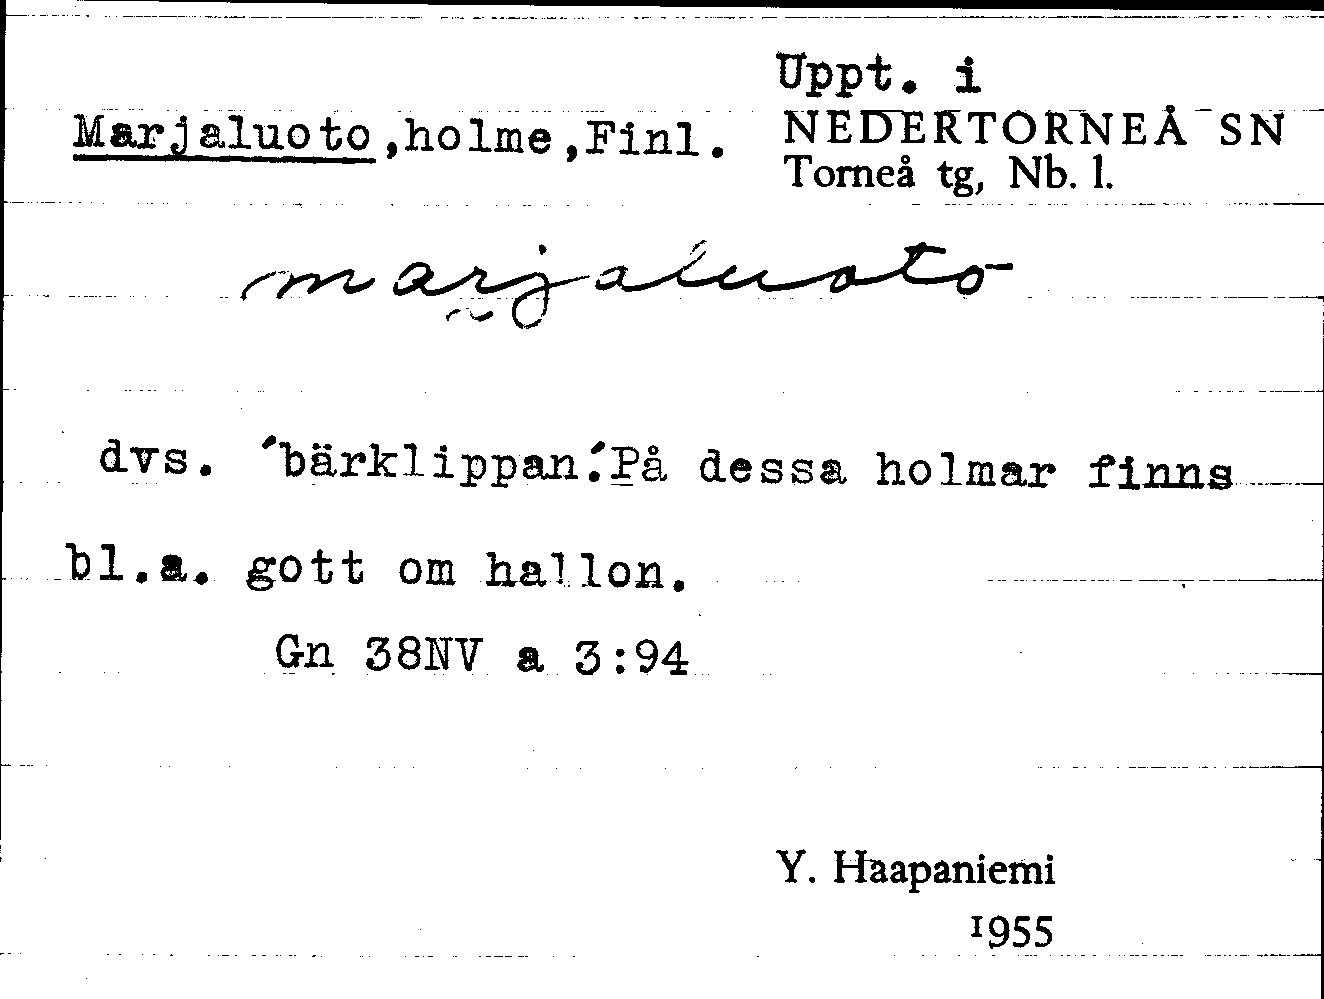 Uppt. i
Marjaluoto,holme,Finl.
NEDERTORNEÅ SN
Torneå tg, Nb. l.
marjaluoto
dvs. ´bärklippan´.På dessa holmar finns
bl.a. gott om hallon.
Gn 38NV a 3:94
Y. Haapaniemi
1955